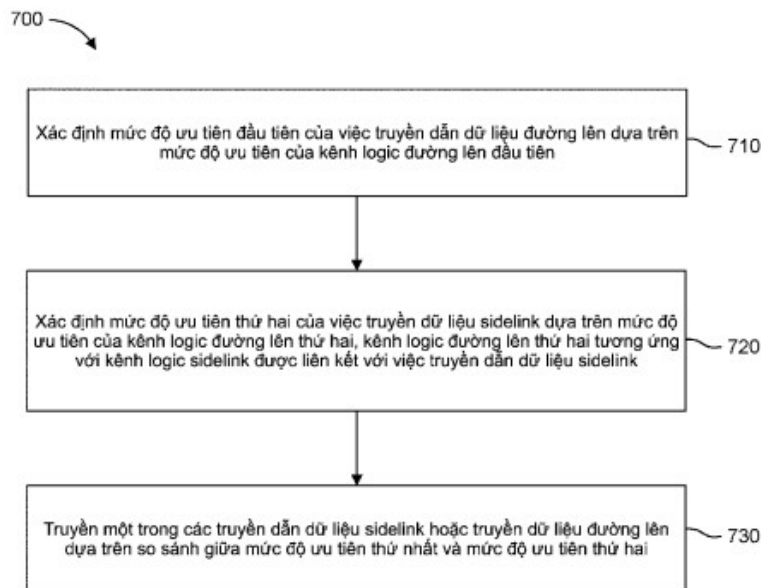 700
Xác định mức độ ưu tiên đầu tiên của việc truyền dẫn dữ liệu đường lên dựa trên
mức độ ưu tiên của kênh logic đường lên đầu tiên
710
Xác định mức độ ưu tiên thứ hai của việc truyền dữ liệu sidelink dựa trên mức độ
ưu tiên của kênh logic đường lên thứ hai, kênh logic đường lên thứ hai tương ứng
với kênh logic sidelink được liên kết với việc truyền dẫn dữ liệu sidelink
720
Truyền một trong các truyền dẫn dữ liệu sidelink hoặc truyền dữ liệu đường lên
dựa trên so sánh giữa mức độ ưu tiên thứ nhất và mức độ ưu tiên thứ hai
730